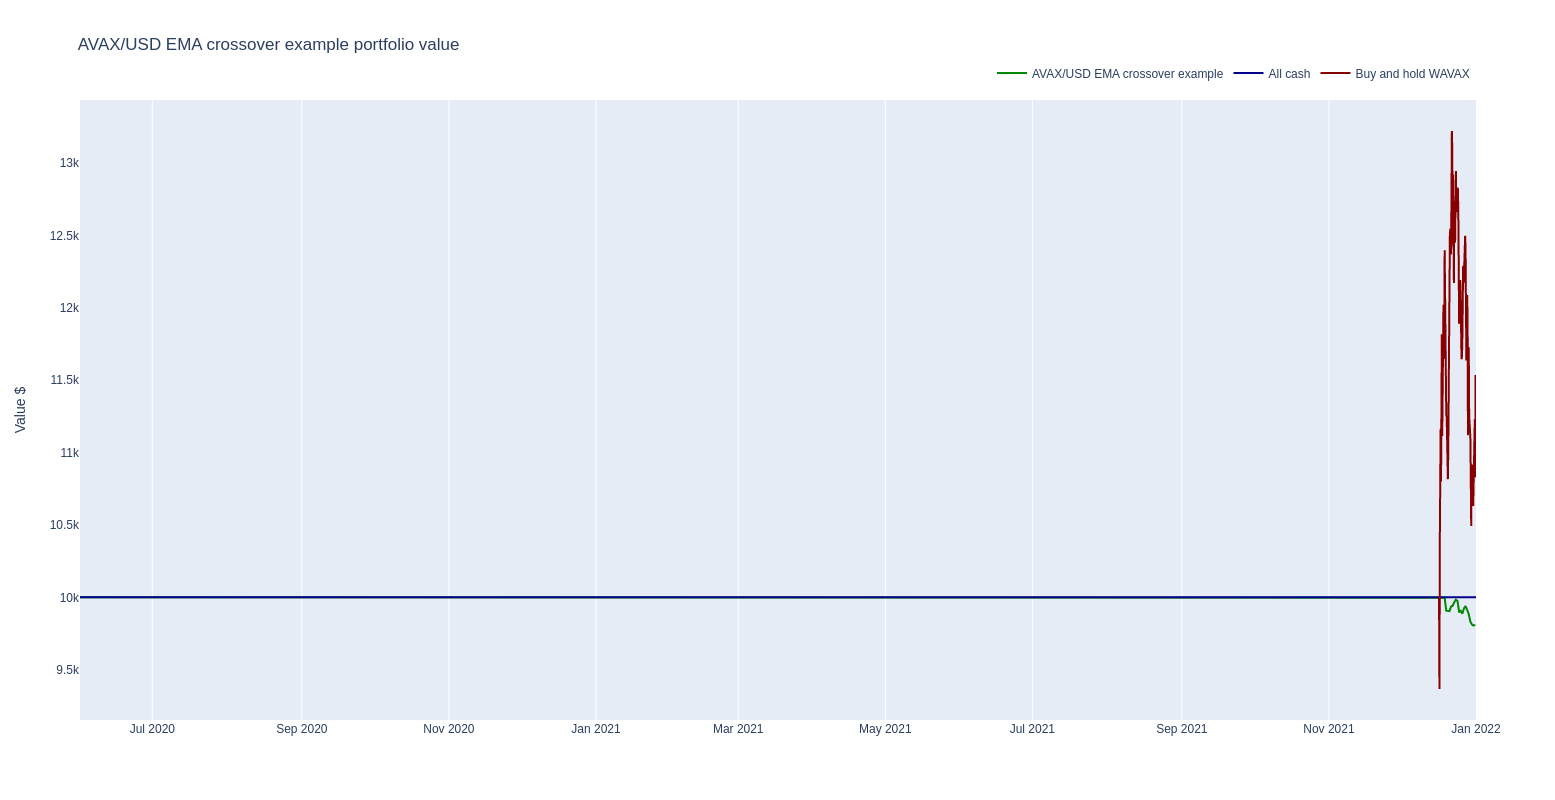 AVAX/USD EMA crossover example portfolio value
AVAX/USD EMA crossover example All cash Buy and hold WAVAX
13k
12.5k
12k
11.5k
Value $
11k
10.5k
10k
9.5k
Jul 2020 Sep 2020 Nov 2020 Jan 2021 Mar 2021 May 2021 Jul 2021 Sep 2021 Nov 2021 Jan 2022